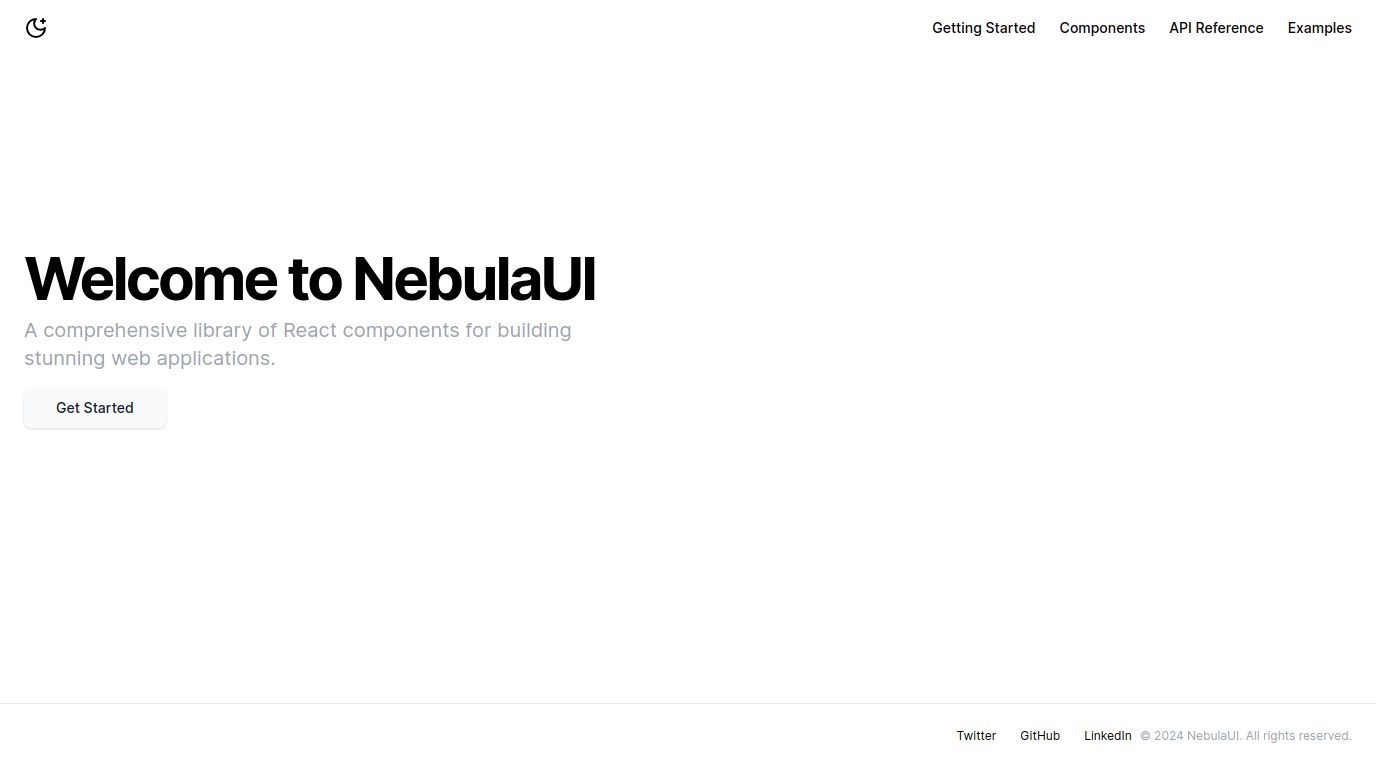 Getting Started Components API Reference Examples
Welcome to NebulaUI
A comprehensive library of React components for building
stunning web applications.
Get Started
Twitter GitHub LinkedIn © 2024 NebulaUI. All rights reserved.